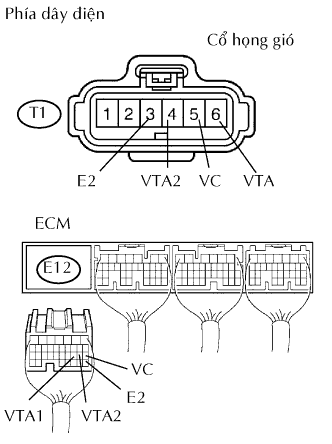 Phía dây điện
Cổ họng gió
T1
1 2 3 4 5 6
E2 VTA2 VC VTA
ECM
E12
VC
E2
VTA1 VTA2